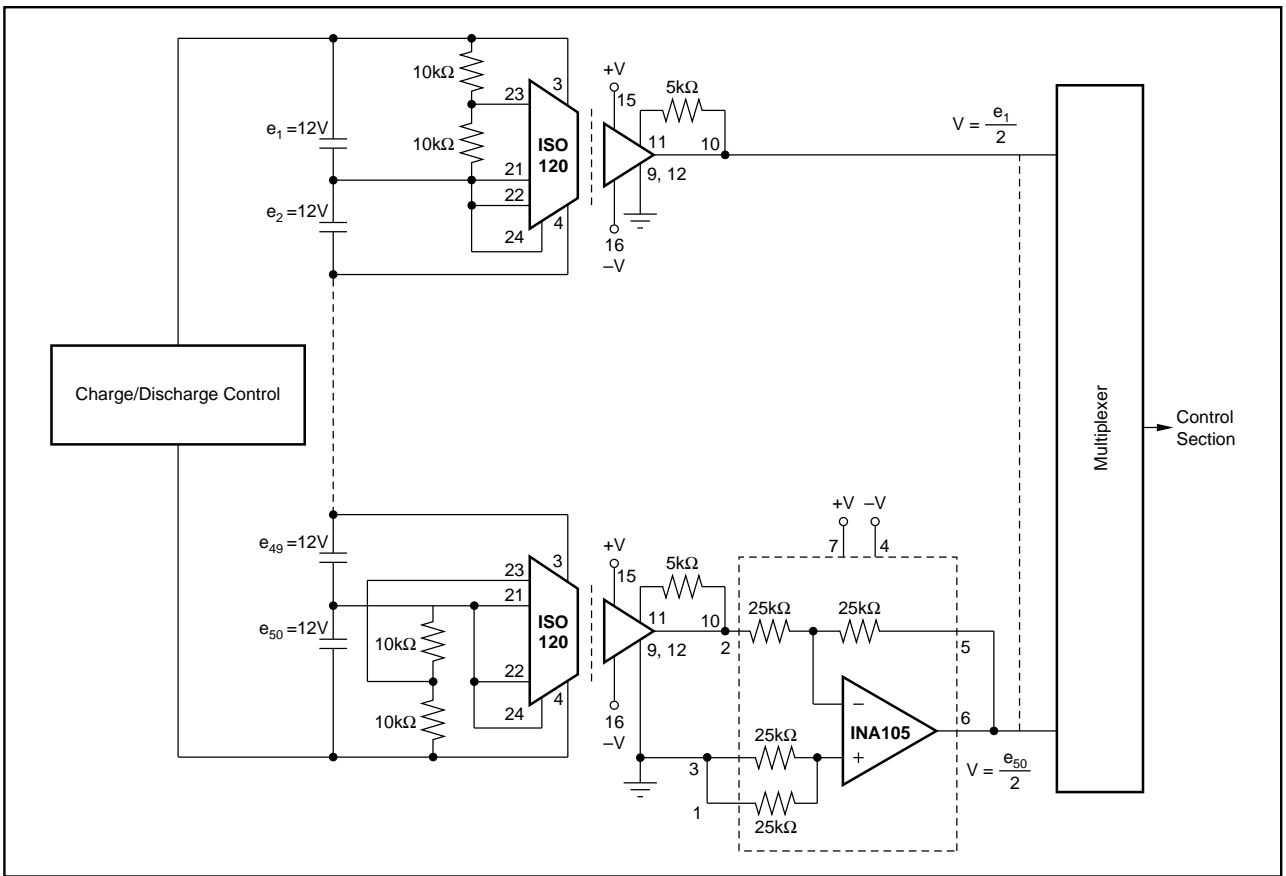 10kΩ
23
3
+V
15
5kΩ
e1 =12V
10kΩ
ISO
120
11
10
V = e1
2
21
9, 12
22
e2 =12V
24
4
16
–V
Charge/Discharge Control
Multiplexer
Control
Section
+V –V
7 4
e49 =12V
23
3
+V
15
5kΩ
21
11
25kΩ
25kΩ
e50 =12V
10kΩ
ISO
120
10
2
5
9, 12
22
10kΩ
24
4
16
–V
–
INA105
+
6
25kΩ
3
V = e50
2
1
25kΩ